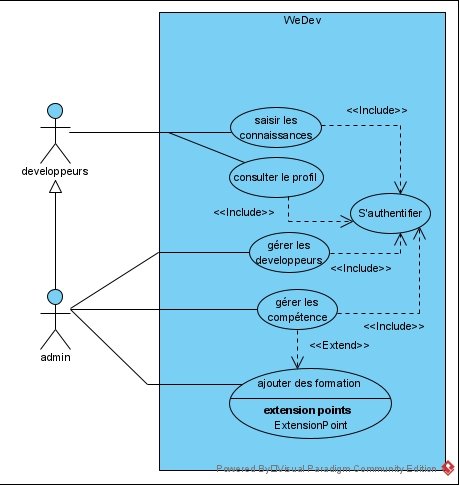 WeDev
<<Include>>
saisir les
connaissances
developpeurs
consulter le profil
<<Include>>
S'authentifier
gérer les
developpeurs
<<Include>>
gérer les
compétence
<<Include>>
admin
<<Extend>>
ajouter des formation
extension points
ExtensionPoint
Powered By Visual Paradigm Community Edition